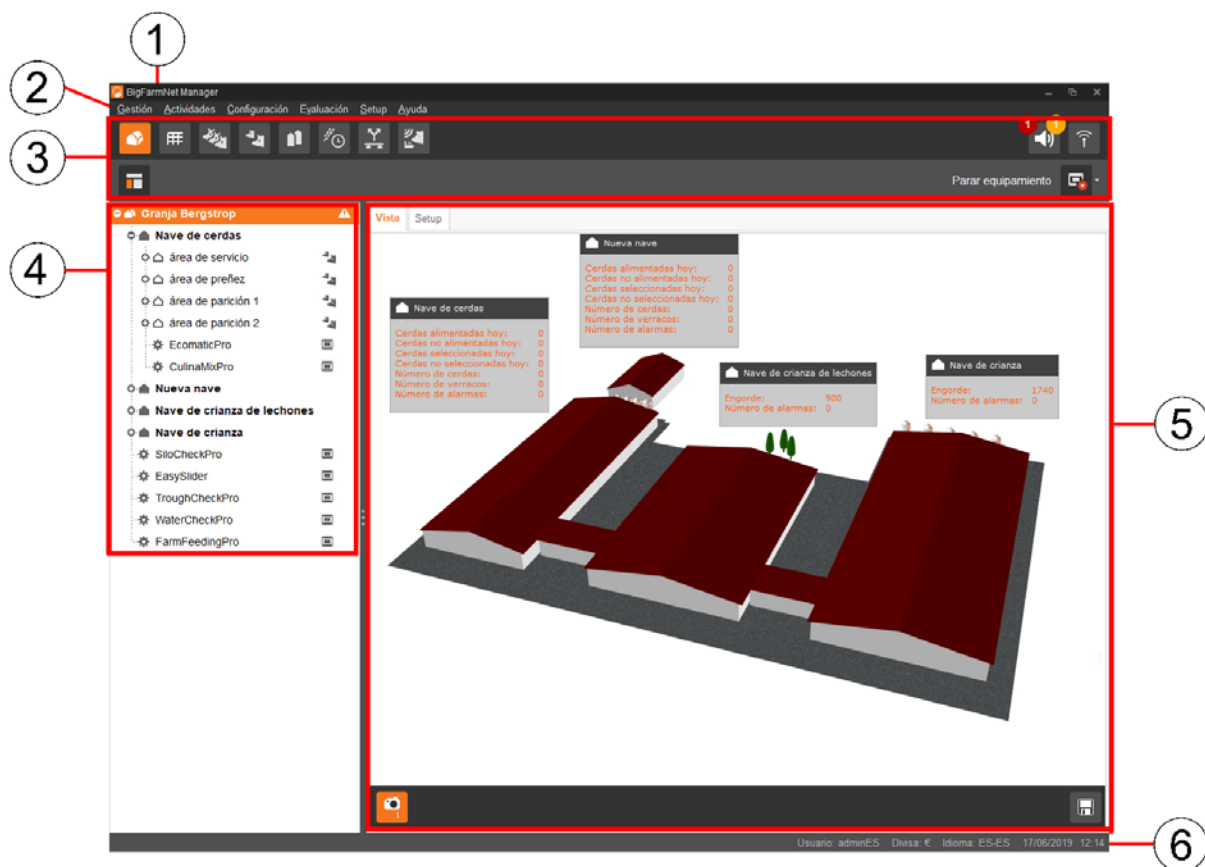 1
BigFarmNet Manager
2
Gestión Actividades Configuración Evaluación Setup Ayuda
3
1 1
Parar equipamiento
4
Granja Bergstrop
Nave de cerdas
área de servicio
área de preñez
área de parición 1
área de parición 2
EcomaticPro
CulinaMixPro
Nueva nave
Nave de crianza de lechones
Nave de crianza
SiloCheckPro
EasySlider
TroughCheckPro
WaterCheckPro
FarmFeedingPro
5
Vista Setup
Nueva nave
Cerdas alimentadas hoy: 0
Cerdas no alimentadas hoy: 0
Cerdas seleccionadas hoy: 0
Cerdas no seleccionadas hoy: 0
Número de cerdas: 0
Número de verracos: 0
Número de alarmas: 0
Nave de cerdas
Cerdas alimentadas hoy: 0
Cerdas no alimentadas hoy: 0
Cerdas seleccionadas hoy: 0
Cerdas no seleccionadas hoy: 0
Número de cerdas: 0
Número de verracos: 0
Número de alarmas: 0
Nave de crianza de lechones
Engorde: 900
Número de alarmas: 0
Nave de crianza
Engorde: 1740
Número de alarmas: 0
Usuario: adminES Divisa: € Idioma: ES-ES 17/06/2019 12:14
6